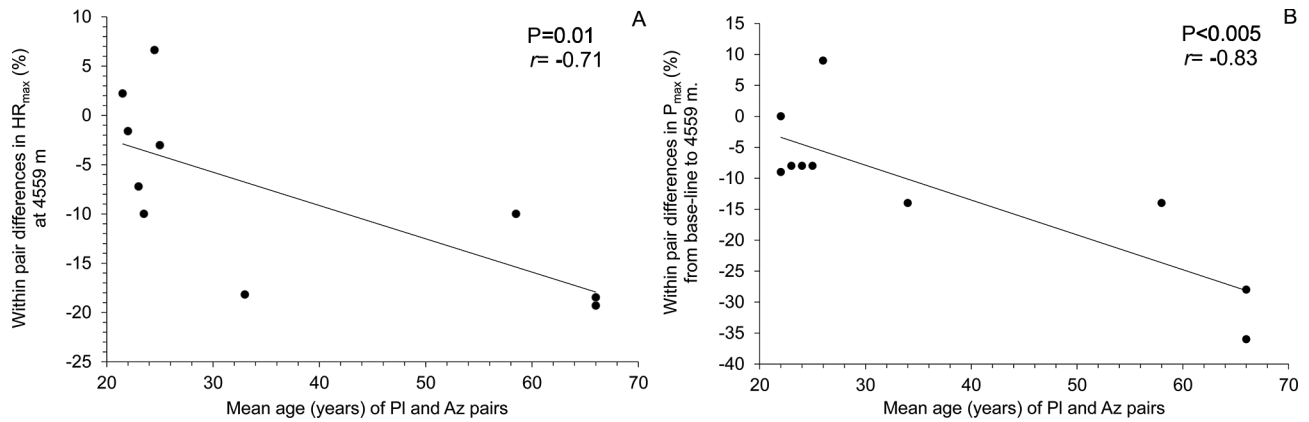 A
P=0.01
r= -0.71
Within pair differences in HRmax (%)
at 4559 m
10
5
0
-5
-10
-15
-20
-25
20
30
40
50
60
70
Mean age (years) of Pl and Az pairs
B
P<0.005
r= -0.83
Within pair differences in Pmax (%)
from base-line to 4559 m.
15
10
5
0
-5
-10
-15
-20
-25
-30
-35
-40
20
30
40
50
60
70
Mean age (years) of Pl and Az pairs